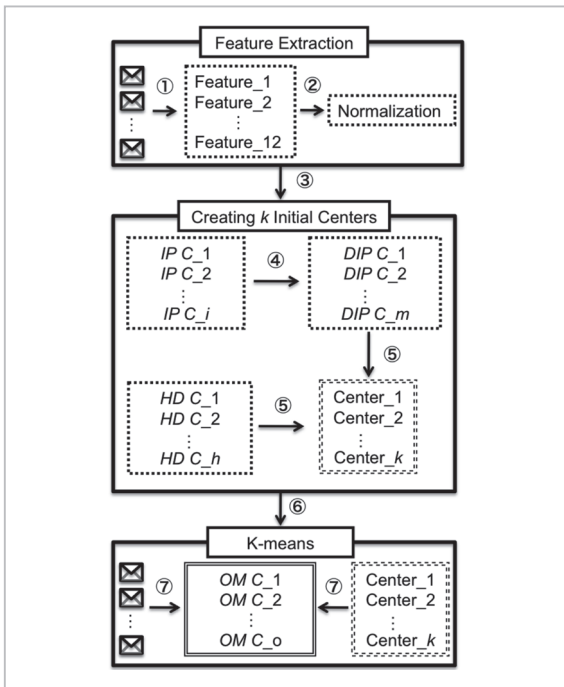 Feature Extraction
①
Feature_1
Feature_2
⋮
Feature_12
②
Normalization
⋮
③
Creating k Initial Centers
IP C_1
IP C_2
⋮
IP C_i
④
DIP C_1
DIP C_2
⋮
DIP C_m
⑤
HD C_1
HD C_2
⋮
HD C_h
⑤
Center_1
Center_2
⋮
Center_k
⑥
K-means
⋮
⑦
OM C_1
OM C_2
⋮
OM C_o
⑦
Center_1
Center_2
⋮
Center_k